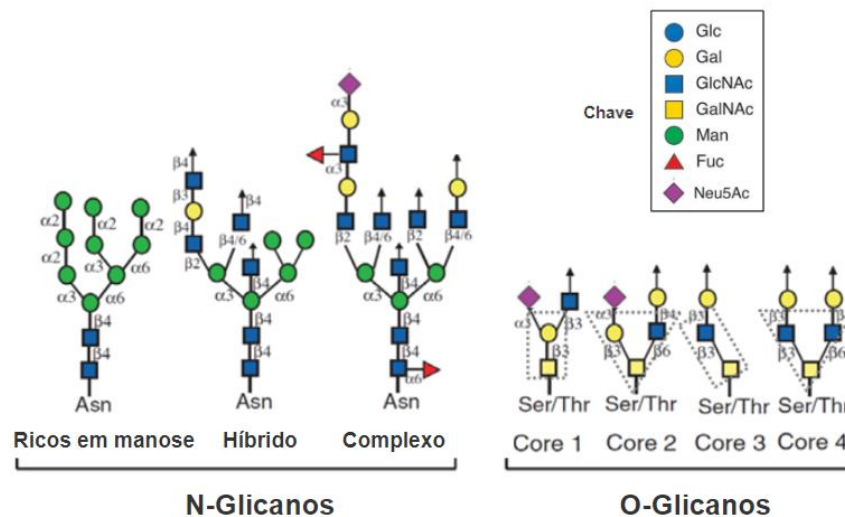 Chave
Glc
Gal
GlcNAc
GalNAc
Man
Fuc
Neu5Ac
α3
α3
β4
β3
β4
β2
β4
β4/6
β2
β2
β4/6
α2
α2
α2
α2
α3
α6
α3
α6
β4
β4
α3
β4
α6
β4
β4
α3
β4
α6
β4
β4
α6
Asn
Asn
Asn
Ricos em manose
Híbrido
Complexo
N-Glicanos
α3
β3
β3
α3
β4
β3
β6
β3
β3
β3
β4
β3
β6
Ser/Thr
Ser/Thr
Ser/Thr
Ser/Thr
Core 1
Core 2
Core 3
Core 4
O-Glicanos